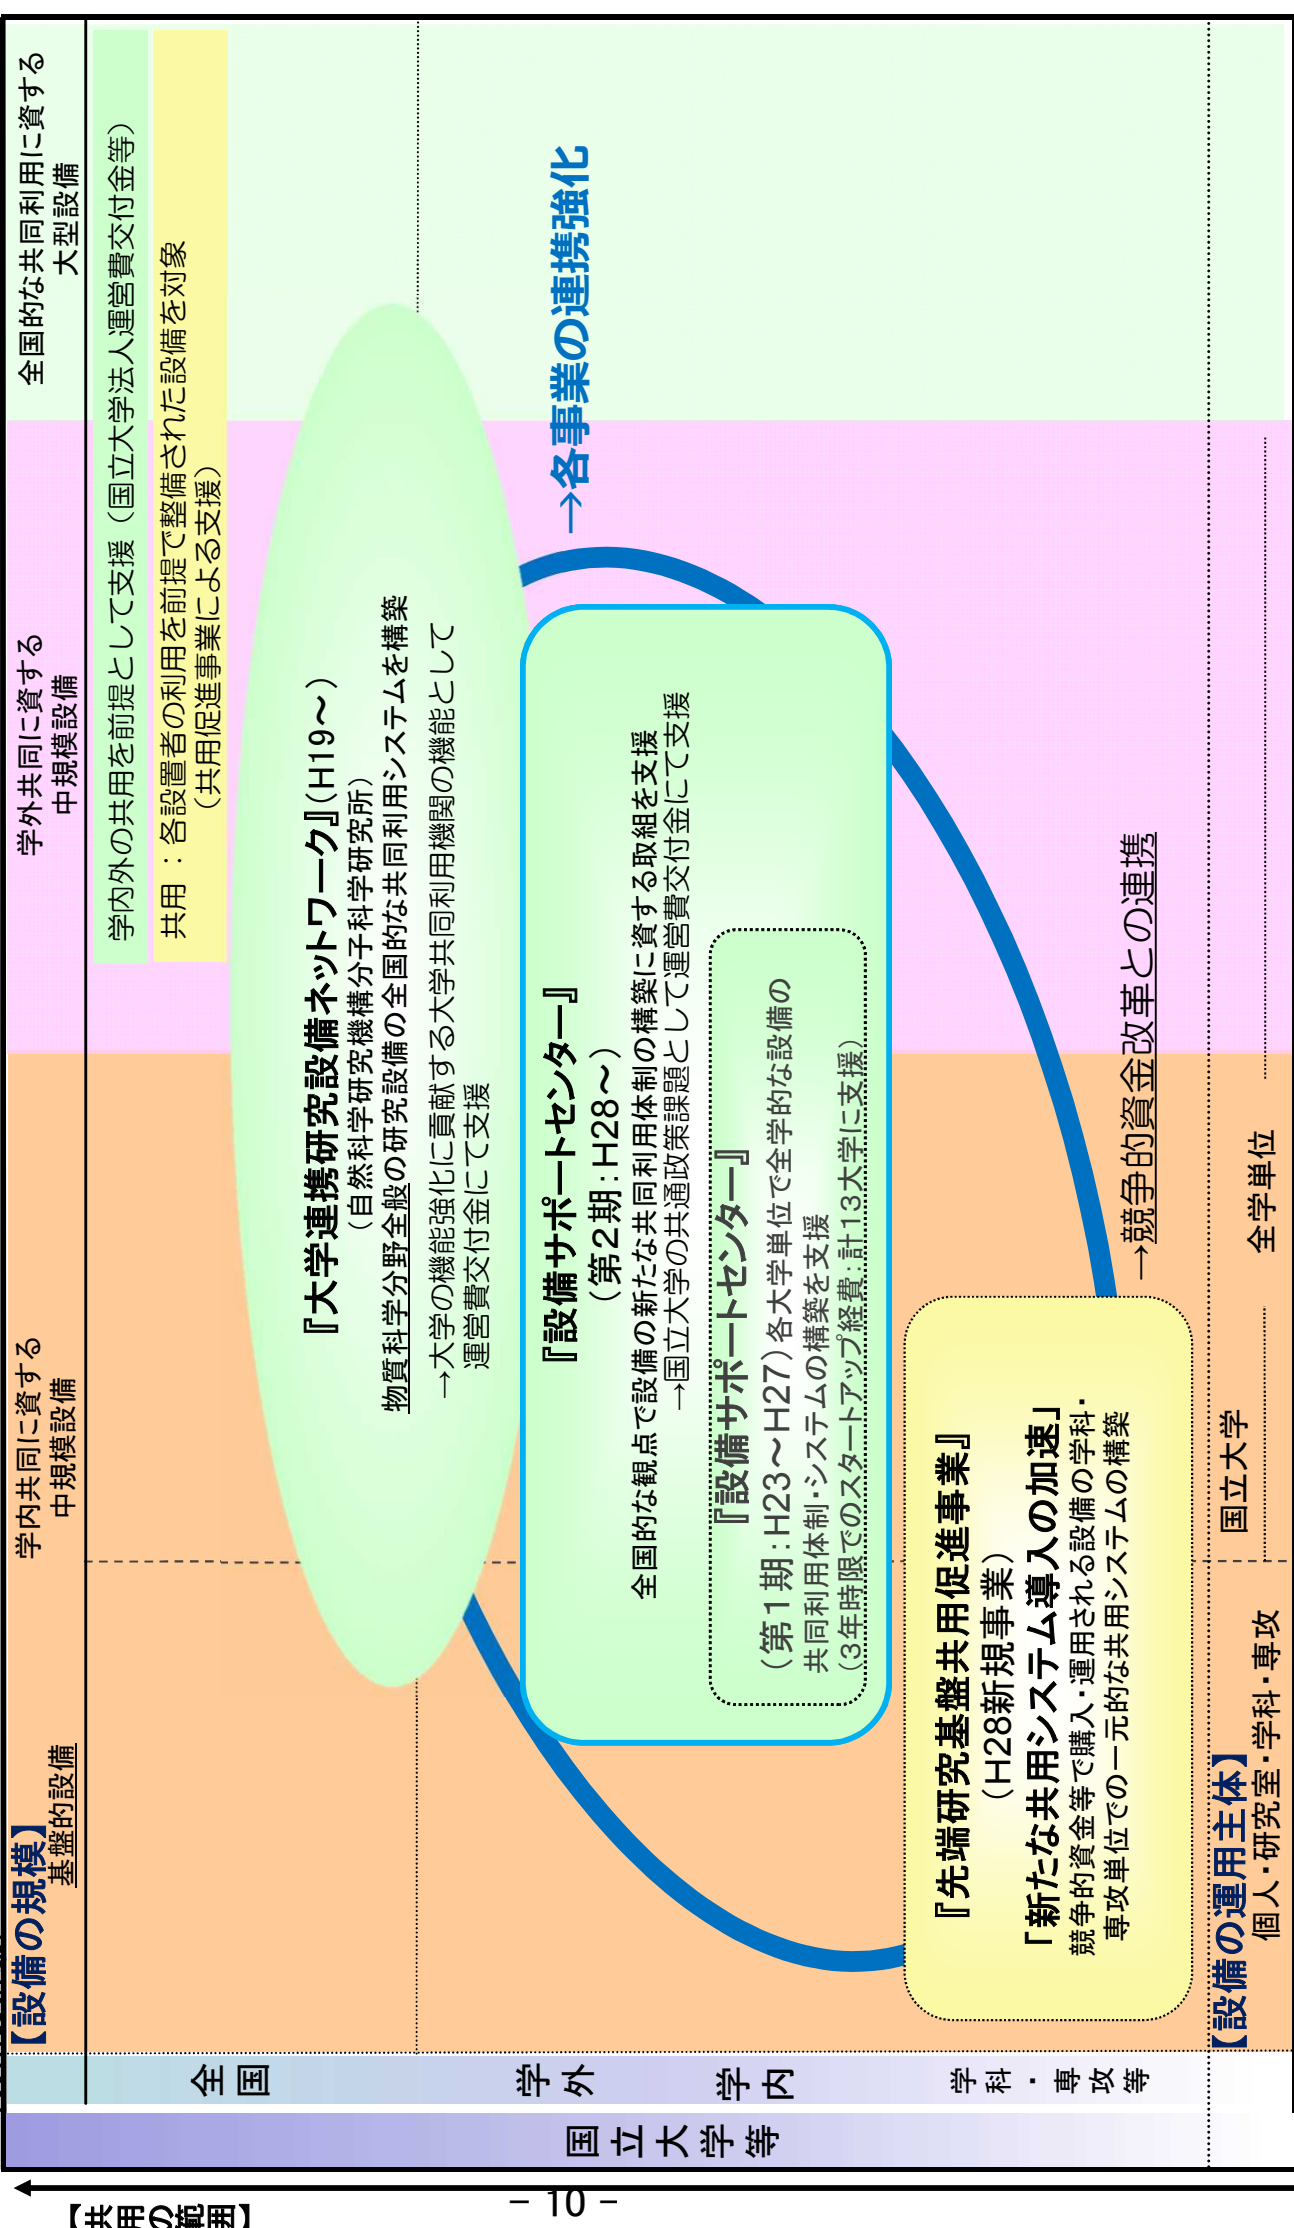 【共用の範囲】
【設備の規模】
基盤的設備
学内共同に資する
中規模設備
学外共同に資する
中規模設備
全国的な共同利用に資する
大型設備
学内外の共用を前提として支援（国立大学法人運営費交付金等）
共用 ：各設置者の利用を前提で整備された設備を対象
（共用促進事業による支援）
国立大学等
全国
学外
学内
学科・専攻等
『大学連携研究設備ネットワーク』（H19～）
（自然科学研究機構分子科学研究所）
物質科学分野全般の研究設備の全国的な共同利用システムを構築
→大学の機能強化に貢献する大学共同利用機関の機能として
運営費交付金にて支援
→各事業の連携強化
『設備サポートセンター』
（第2期：H28～）
全国的な観点で設備の新たな共同利用体制の構築に資する取組を支援
→国立大学の共通政策課題として運営費交付金にて支援
『設備サポートセンター』
（第1期：H23～H27）各大学単位で全学的な設備の
共同利用体制・システムの構築を支援
（3年時限でのスタートアップ経費：計13大学に支援）
『先端研究基盤共用促進事業』
（H28新規事業）
「新たな共用システム導入の加速」
競争的資金等で購入・運用される設備の学科・
専攻単位での一元的な共用システムの構築
→競争的資金改革との連携
【設備の運用主体】
国立大学
個人・研究室・学科・専攻
全学単位
－ 10 －